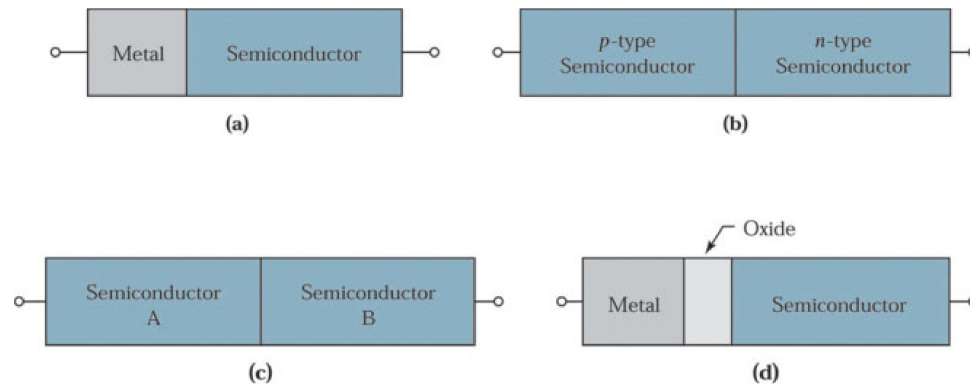 Metal
Semiconductor
(a)
p-type
Semiconductor
n-type
Semiconductor
(b)
Semiconductor
A
Semiconductor
B
(c)
Oxide
Metal
Semiconductor
(d)